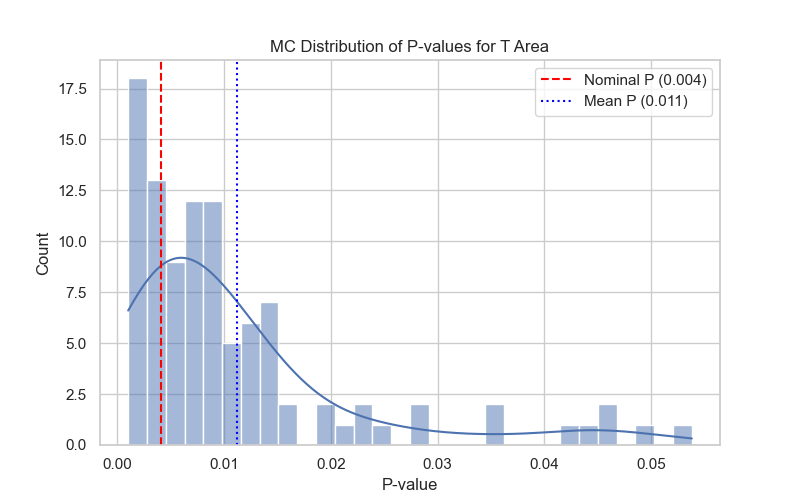 MC Distribution of P-values for T Area
Nominal P (0.004)
Mean P (0.011)
17.5
15.0
12.5
10.0
7.5
5.0
2.5
0.0
Count
0.00 0.01 0.02 0.03 0.04 0.05
P-value